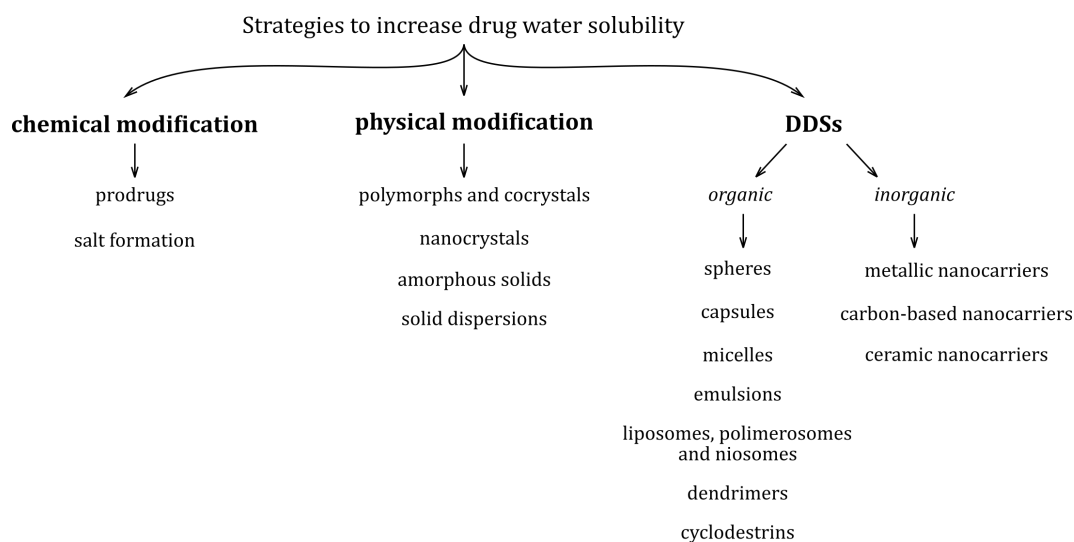 Strategies to increase drug water solubility
chemical modification
prodrugs
salt formation
physical modification
polymorphs and cocrystals
nanocrystals
amorphous solids
solid dispersions
DDSs
organic
spheres
capsules
micelles
emulsions
liposomes, polimerosomes
and niosomes
dendrimers
cyclodestrins
inorganic
metallic nanocarriers
carbon-based nanocarriers
ceramic nanocarriers